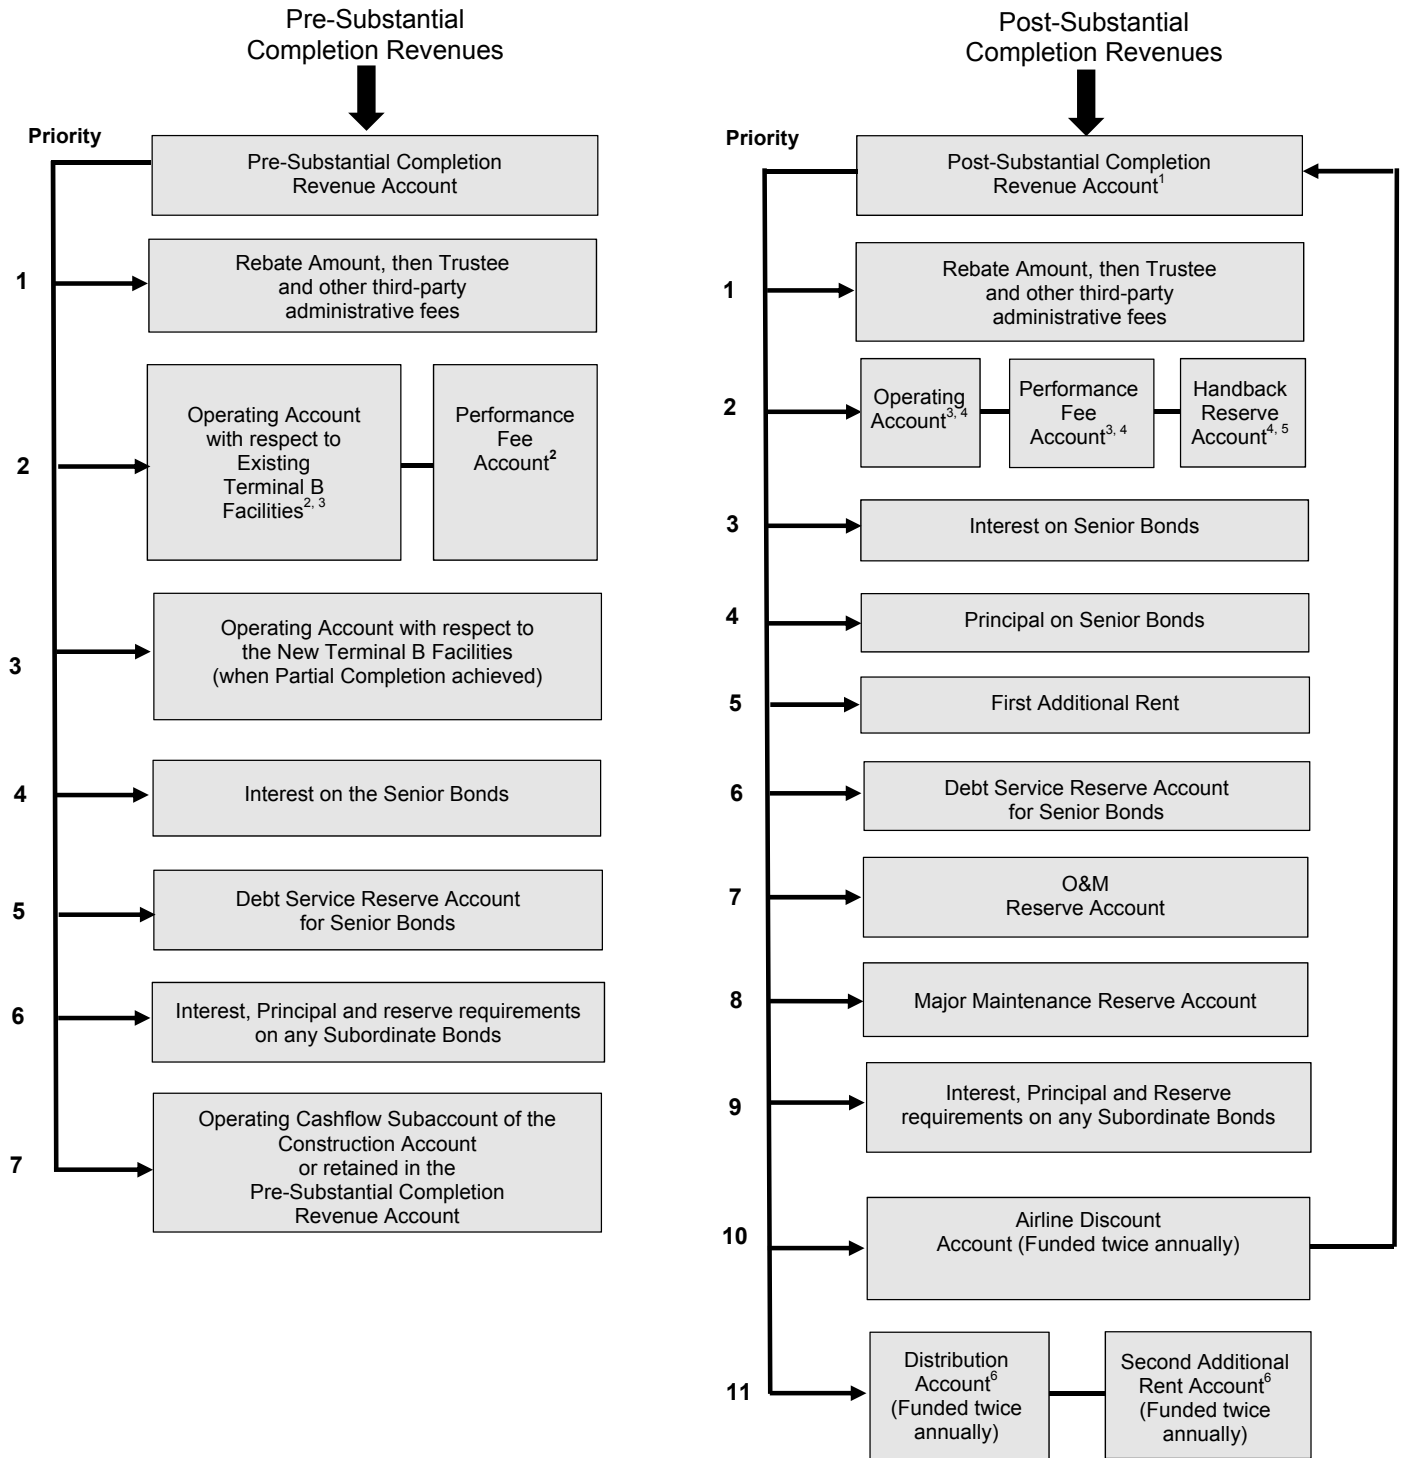 Pre-Substantial
Completion Revenues
Priority
Pre-Substantial Completion
Revenue Account
1
Rebate Amount, then Trustee
and other third-party
administrative fees
2
Operating Account
with respect to
Existing
Terminal B
Facilities2, 3
Performance
Fee
Account2
3
Operating Account with respect to
the New Terminal B Facilities
(when Partial Completion achieved)
4
Interest on the Senior Bonds
5
Debt Service Reserve Account
for Senior Bonds
6
Interest, Principal and reserve requirements
on any Subordinate Bonds
7
Operating Cashflow Subaccount of the
Construction Account
or retained in the
Pre-Substantial Completion
Revenue Account
Post-Substantial
Completion Revenues
Priority
Post-Substantial Completion
Revenue Account1
1
Rebate Amount, then Trustee
and other third-party
administrative fees
2
Operating
Account3, 4
Performance
Fee
Account3, 4
Handback
Reserve
Account4, 5
3
Interest on Senior Bonds
4
Principal on Senior Bonds
5
First Additional Rent
6
Debt Service Reserve Account
for Senior Bonds
7
O&M
Reserve Account
8
Major Maintenance Reserve Account
9
Interest, Principal and Reserve
requirements on any Subordinate Bonds
10
Airline Discount
Account (Funded twice annually)
11
Distribution
Account6
(Funded twice
annually)
Second Additional
Rent Account6
(Funded twice
annually)